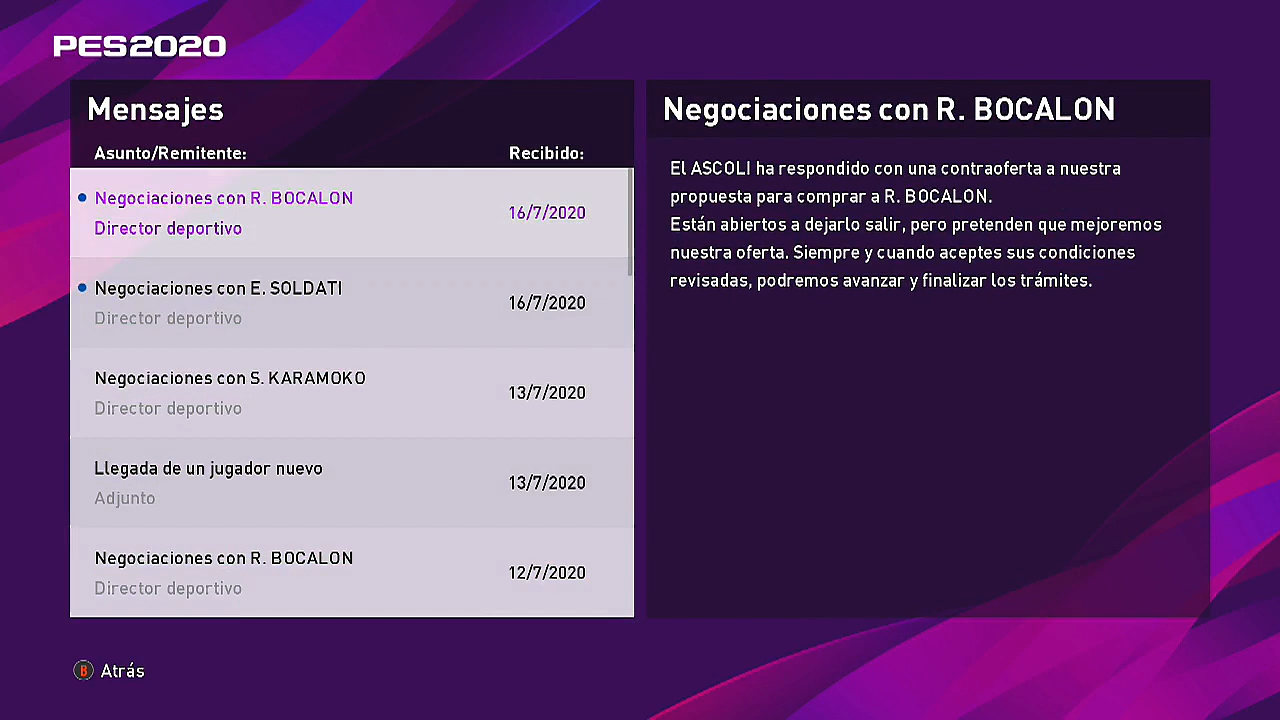 PES2020
Mensajes
Asunto/Remitente: Recibido:
Negociaciones con R. BOCALON
Director deportivo
16/7/2020
Negociaciones con E. SOLDATI
Director deportivo
16/7/2020
Negociaciones con S. KARAMOKO
Director deportivo
13/7/2020
Llegada de un jugador nuevo
Adjunto
13/7/2020
Negociaciones con R. BOCALON
Director deportivo
12/7/2020
Negociaciones con R. BOCALON
El ASCOLI ha respondido con una contraoferta a nuestra
propuesta para comprar a R. BOCALON.
Están abiertos a dejarlo salir, pero pretenden que mejoremos
nuestra oferta. Siempre y cuando aceptes sus condiciones
revisadas, podremos avanzar y finalizar los trámites.
B Atrás